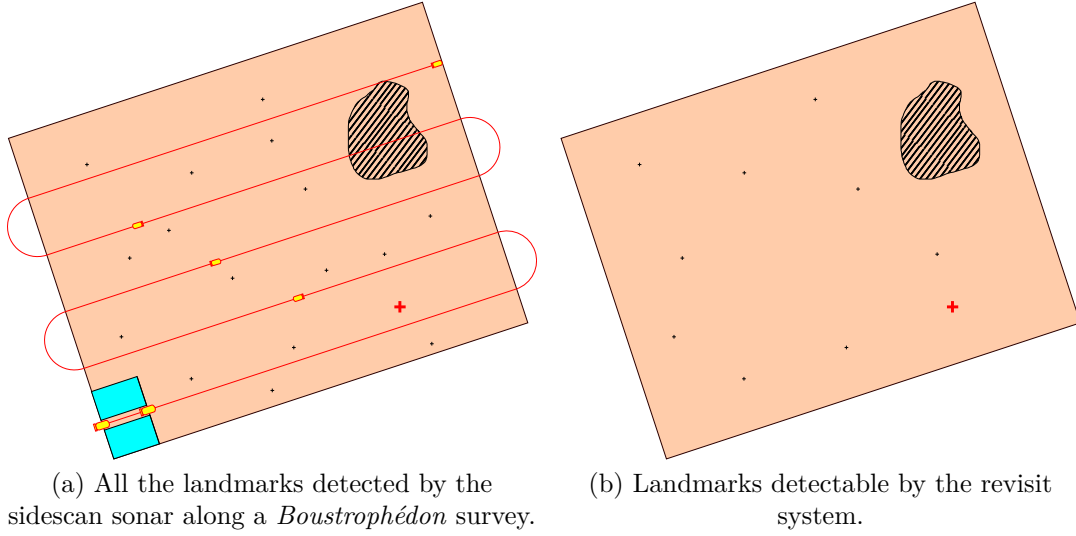 (a) All the landmarks detected by the
sidescan sonar along a Boustrophédon survey.
(b) Landmarks detectable by the revisit
system.